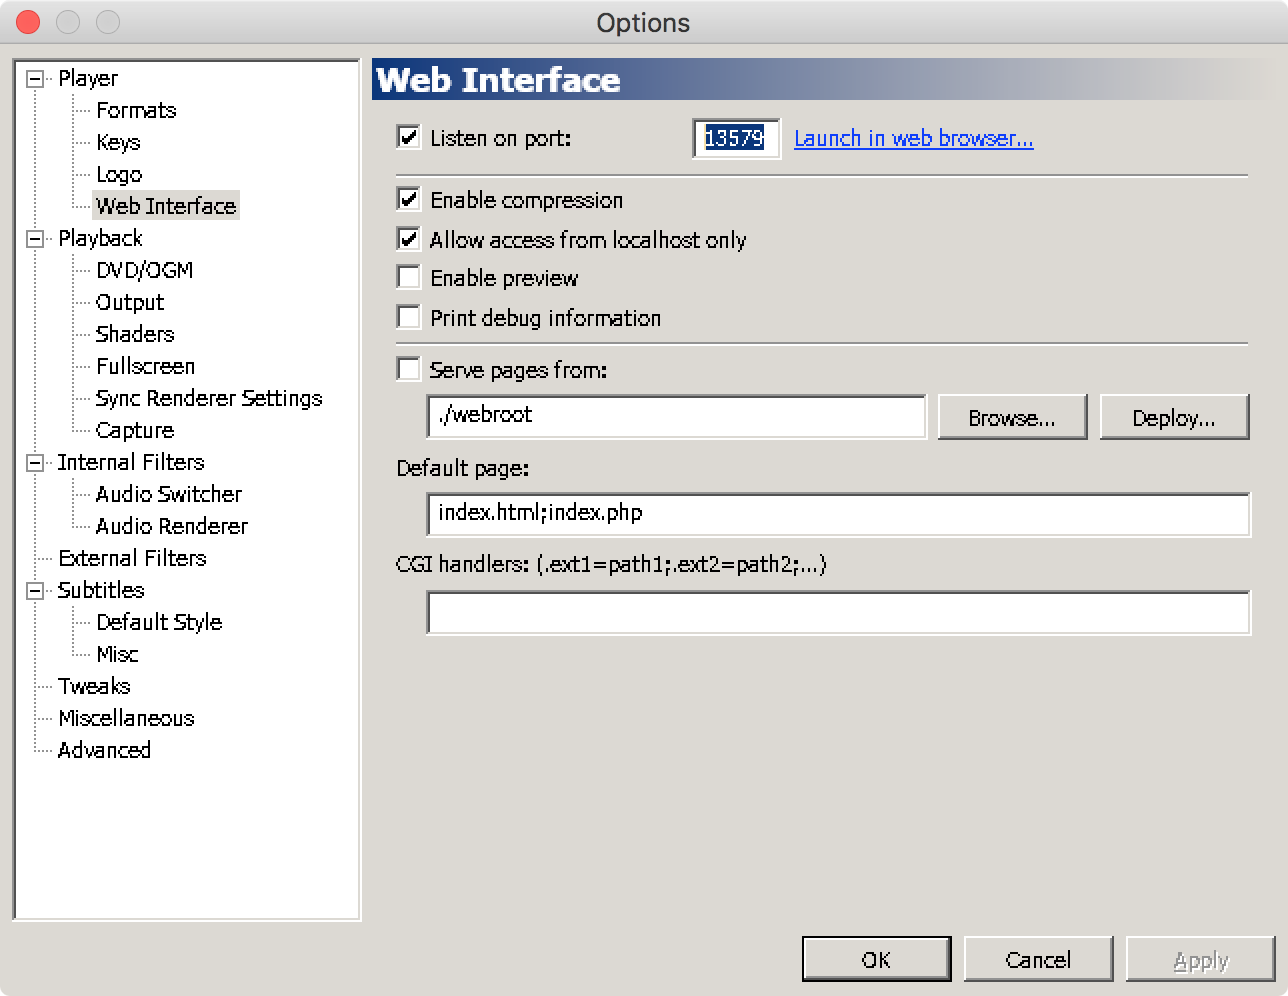 Options
Player
Formats
Keys
Logo
Web Interface
Playback
DVD/OGM
Output
Shaders
Fullscreen
Sync Renderer Settings
Capture
Internal Filters
Audio Switcher
Audio Renderer
External Filters
Subtitles
Default Style
Misc
Tweaks
Miscellaneous
Advanced
Web Interface
Listen on port: 13579 Launch in web browser...
Enable compression
Allow access from localhost only
Enable preview
Print debug information
Serve pages from:
./webroot Browse... Deploy...
Default page:
index.html;index.php
CGI handlers: (.ext1=path1;.ext2=path2;...)
OK Cancel Apply